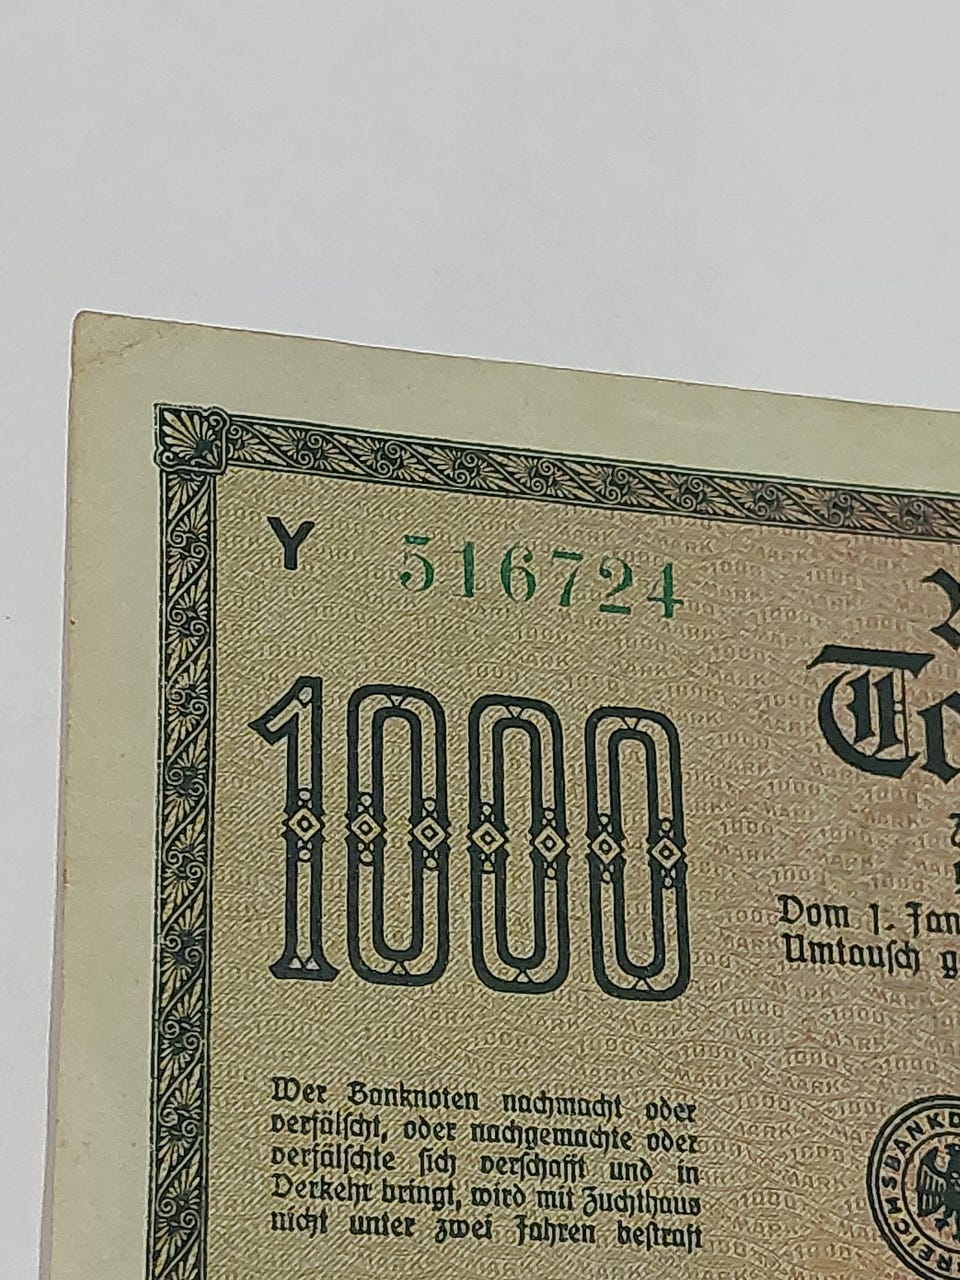 Y 516724
1000
Vom 1. Jan
Umtausch g
Wer Banknoten nachmacht oder
verfälscht, oder nachgemachte oder
verfälschte sich verschafft und in
Verkehr bringt, wird mit Zuchthaus
nicht unter zwei Jahren bestraft